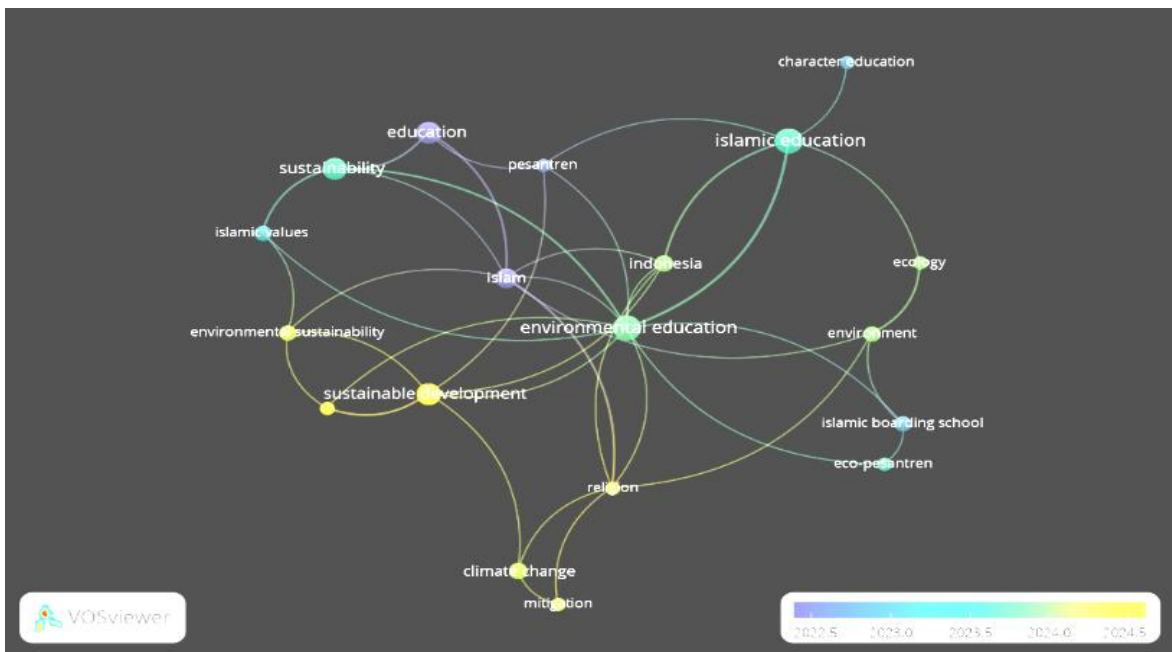 character education
education
islamic education
sustainability
pesantren
islamic values
islam
indonesia
ecology
environmental sustainability
environmental education
environment
sustainable development
islamic boarding school
eco-pesantren
religion
climate change
mitigation
VOSviewer
2022.5 2023.0 2023.5 2024.0 2024.5